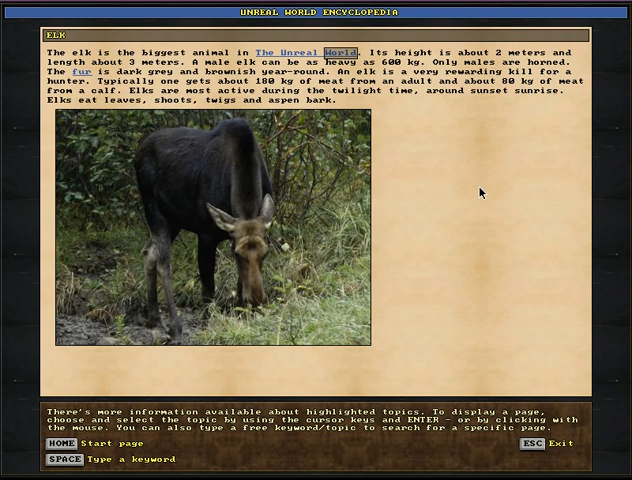 UNREAL WORLD ENCYCLOPEDIA
ELK
The elk is the biggest animal in The Unreal World. Its height is about 2 meters and
length about 3 meters. A male elk can be as heavy as 600 kg. Only males are horned.
The fur is dark grey and brownish year-round. An elk is a very rewarding kill for a
hunter. Typically one gets about 180 kg of meat from an adult and about 80 kg of meat
from a calf. Elks are most active during the twilight time, around sunset sunrise.
Elks eat leaves, shoots, twigs and aspen bark.
There's more information available about highlighted topics. To display a page,
choose and select the topic by using the cursor keys and ENTER - or by clicking with
the mouse. You can also type a free keyword/topic to search for a specific page.
HOME Start page ESC Exit
SPACE Type a keyword